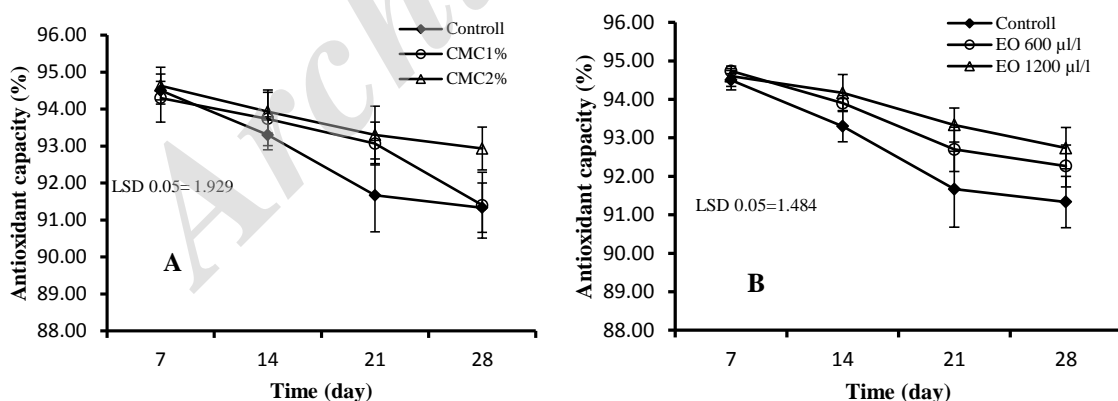 Controll
CMC1%
CMC2%
96.00
95.00
94.00
93.00
92.00
91.00
90.00
89.00
88.00
Antioxidant capacity (%)
LSD 0.05= 1.929
A
7 14 21 28
Time (day)
Controll
EO 600 µl/l
EO 1200 µl/l
96.00
95.00
94.00
93.00
92.00
91.00
90.00
89.00
88.00
Antioxidant capacity (%)
LSD 0.05=1.484
B
7 14 21 28
Time (day)
Arch